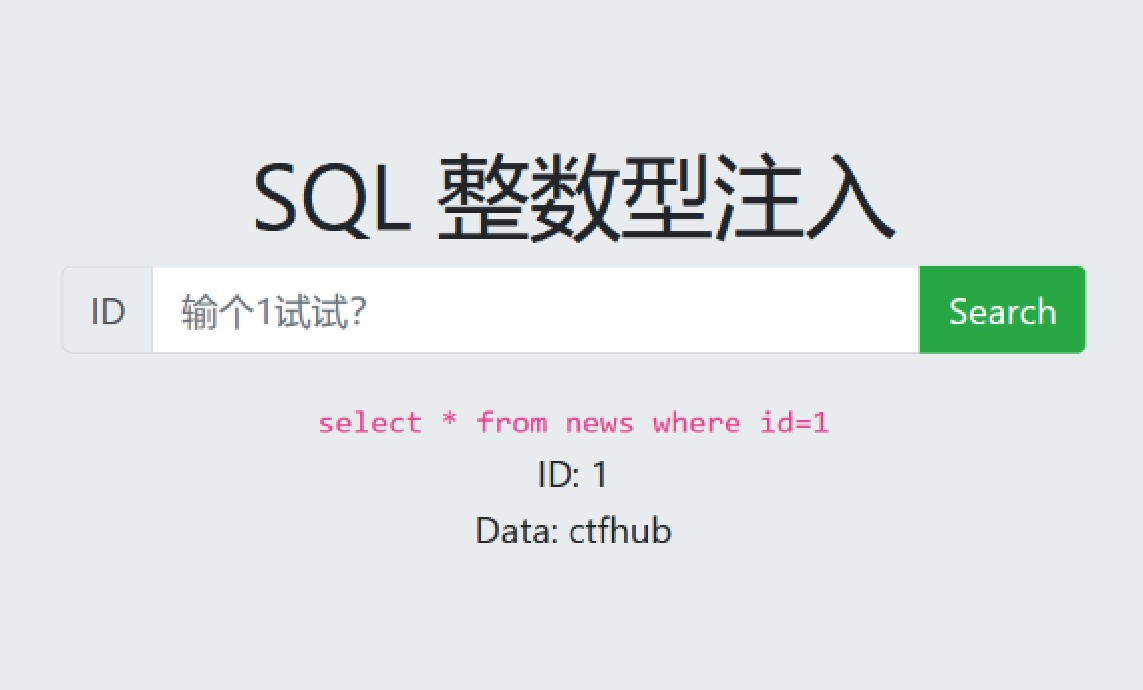 SQL 整数型注入
ID 输个1试试? Search
select * from news where id=1
ID: 1
Data: ctfhub